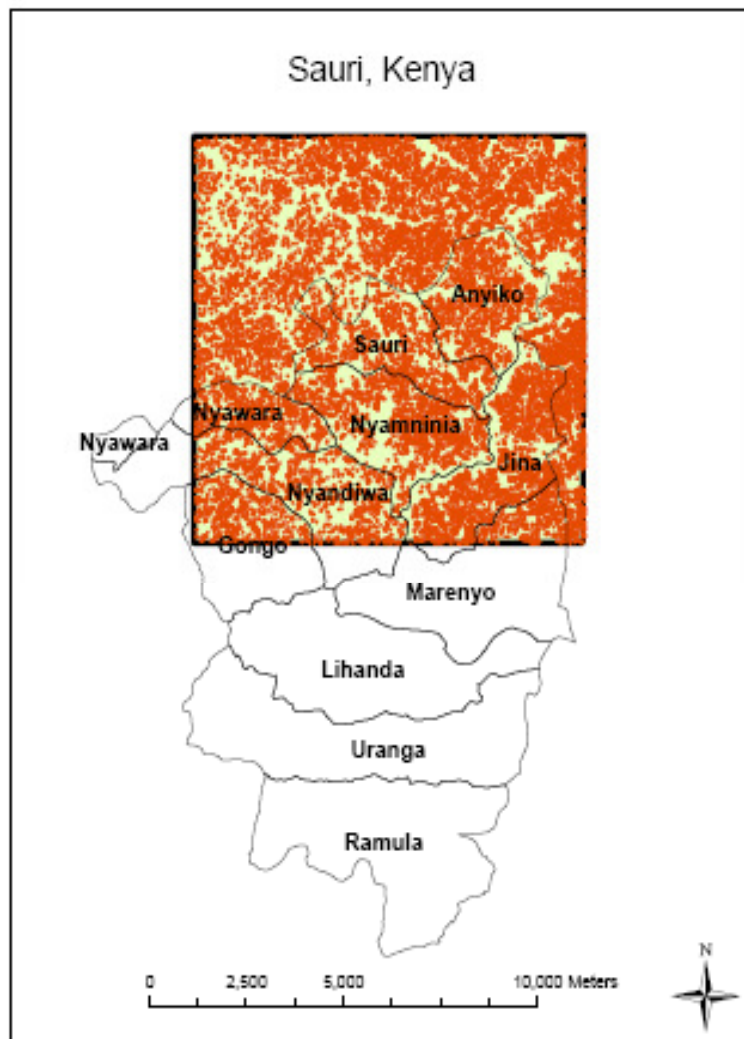 Sauri, Kenya
Anyiko
Sauri
Nyawara
Nyamninia
Nyawara
Jina
Nyandiwa
Gongo
Marenyo
Lihanda
Uranga
Ramula
0 2,500 5,000 10,000 Meters
N